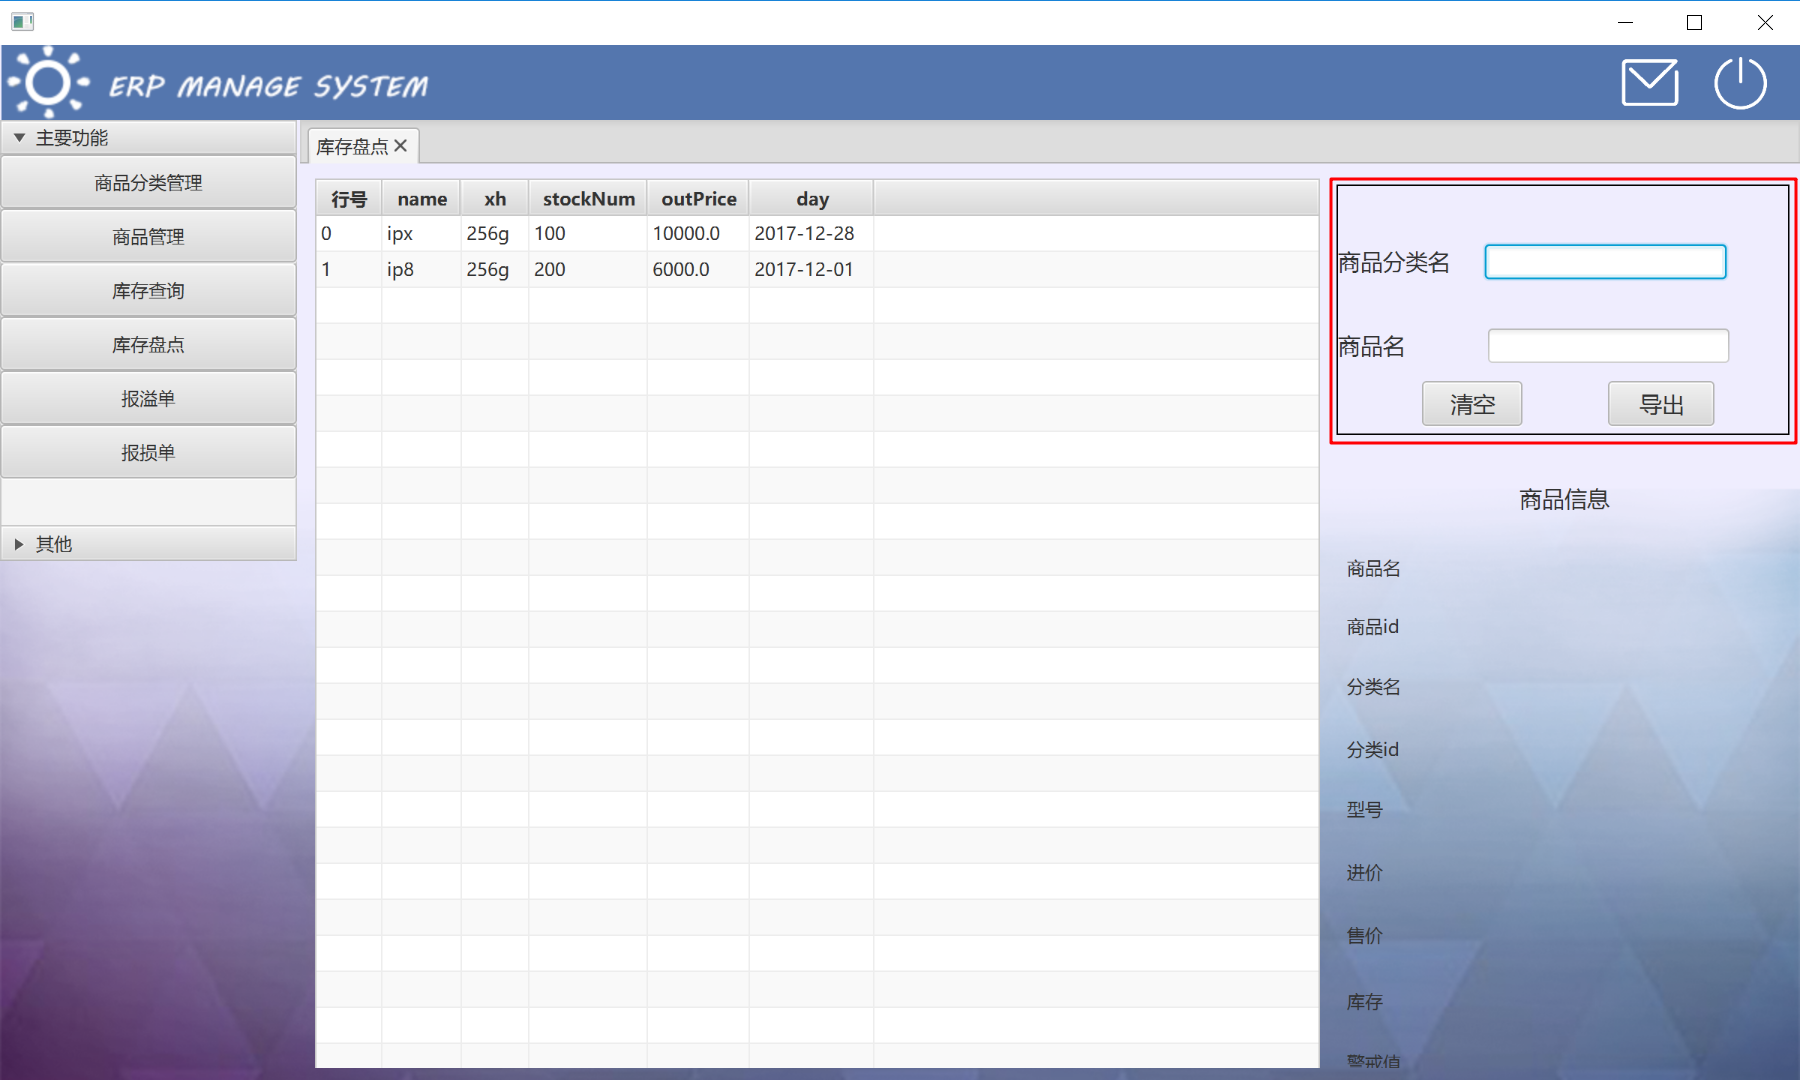 ERP MANAGE SYSTEM
主要功能
商品分类管理
商品管理
库存查询
库存盘点
报溢单
报损单
其他
库存盘点
行号 name xh stockNum outPrice day
0 ipx 256g 100 10000.0 2017-12-28
1 ip8 256g 200 6000.0 2017-12-01
商品分类名
商品名
清空 导出
商品信息
商品名
商品id
分类名
分类id
型号
进价
售价
库存
警戒值